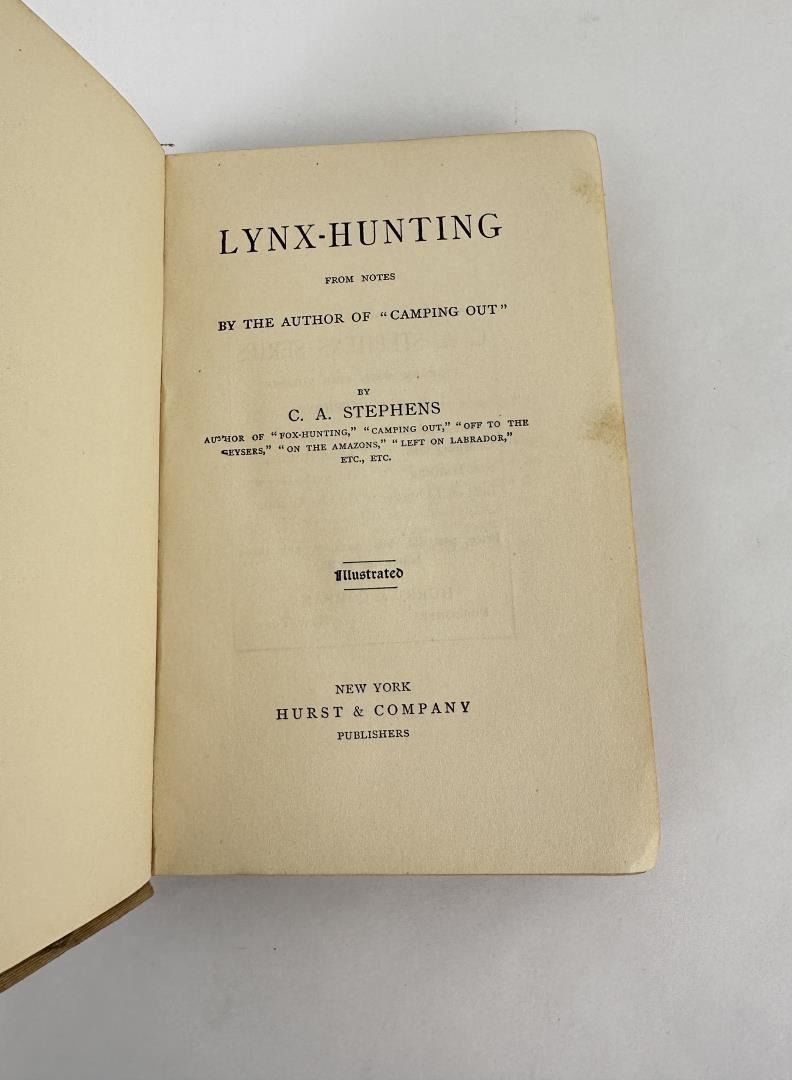 LYNX-HUNTING
FROM NOTES
BY THE AUTHOR OF "CAMPING OUT"
BY
C. A. STEPHENS
AUTHOR OF "FOX-HUNTING," "CAMPING OUT," "OFF TO THE
GEYSERS," "ON THE AMAZONS," "LEFT ON LABRADOR,"
ETC., ETC.
Illustrated
NEW YORK
HURST & COMPANY
PUBLISHERS